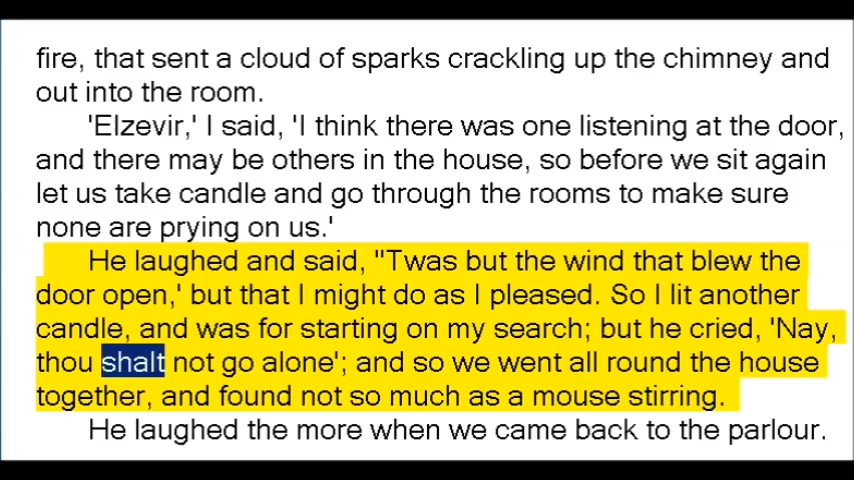 fire, that sent a cloud of sparks crackling up the chimney and
out into the room.
'Elzevir,' I said, 'I think there was one listening at the door,
and there may be others in the house, so before we sit again
let us take candle and go through the rooms to make sure
none are prying on us.'
He laughed and said, ''Twas but the wind that blew the
door open,' but that I might do as I pleased. So I lit another
candle, and was for starting on my search; but he cried, 'Nay,
thou shalt not go alone'; and so we went all round the house
together, and found not so much as a mouse stirring.
He laughed the more when we came back to the parlour.